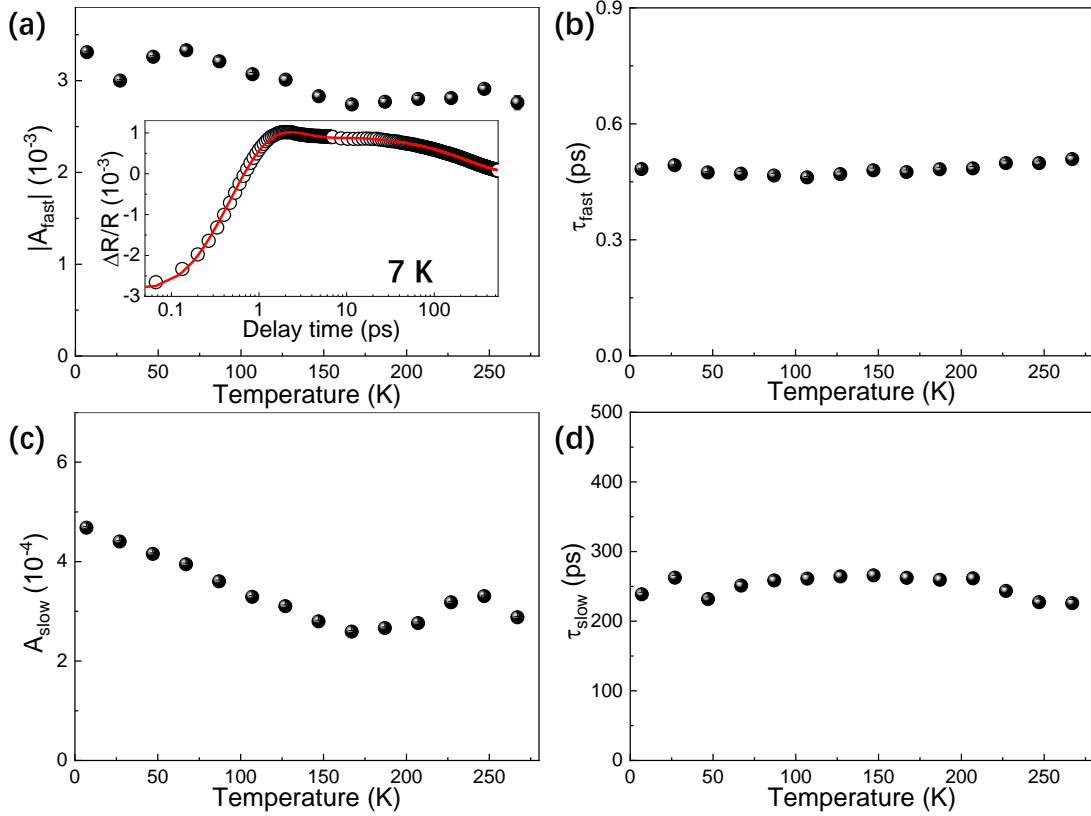 (a)
3
2
1
0
|A_fast| (10^-3)
0 50 100 150 200 250
Temperature (K)
1
0
-1
-2
-3
ΔR/R (10^-3)
0.1 1 10 100
Delay time (ps)
7 K
(b)
0.9
0.6
0.3
0.0
τ_fast (ps)
0 50 100 150 200 250
Temperature (K)
(c)
6
4
2
0
A_slow (10^-4)
0 50 100 150 200 250
Temperature (K)
(d)
500
400
300
200
100
0
τ_slow (ps)
0 50 100 150 200 250
Temperature (K)